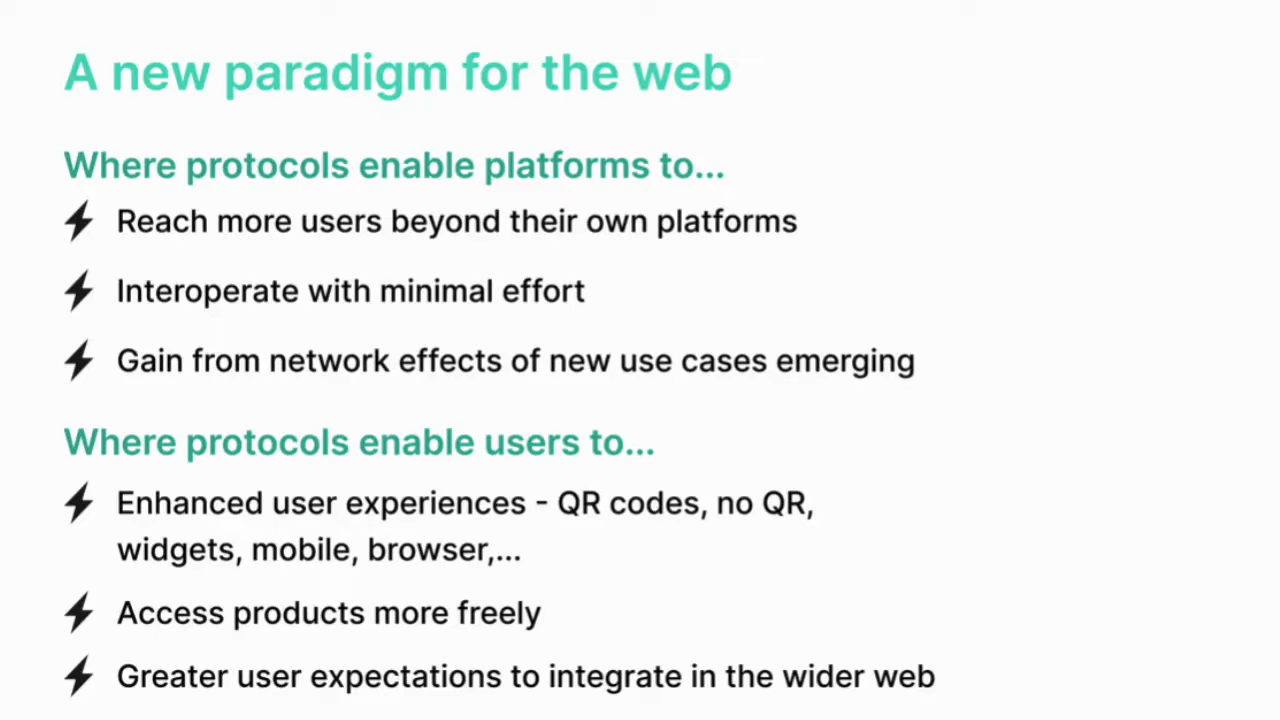 A new paradigm for the web
Where protocols enable platforms to...
Reach more users beyond their own platforms
Interoperate with minimal effort
Gain from network effects of new use cases emerging
Where protocols enable users to...
Enhanced user experiences - QR codes, no QR,
widgets, mobile, browser,...
Access products more freely
Greater user expectations to integrate in the wider web